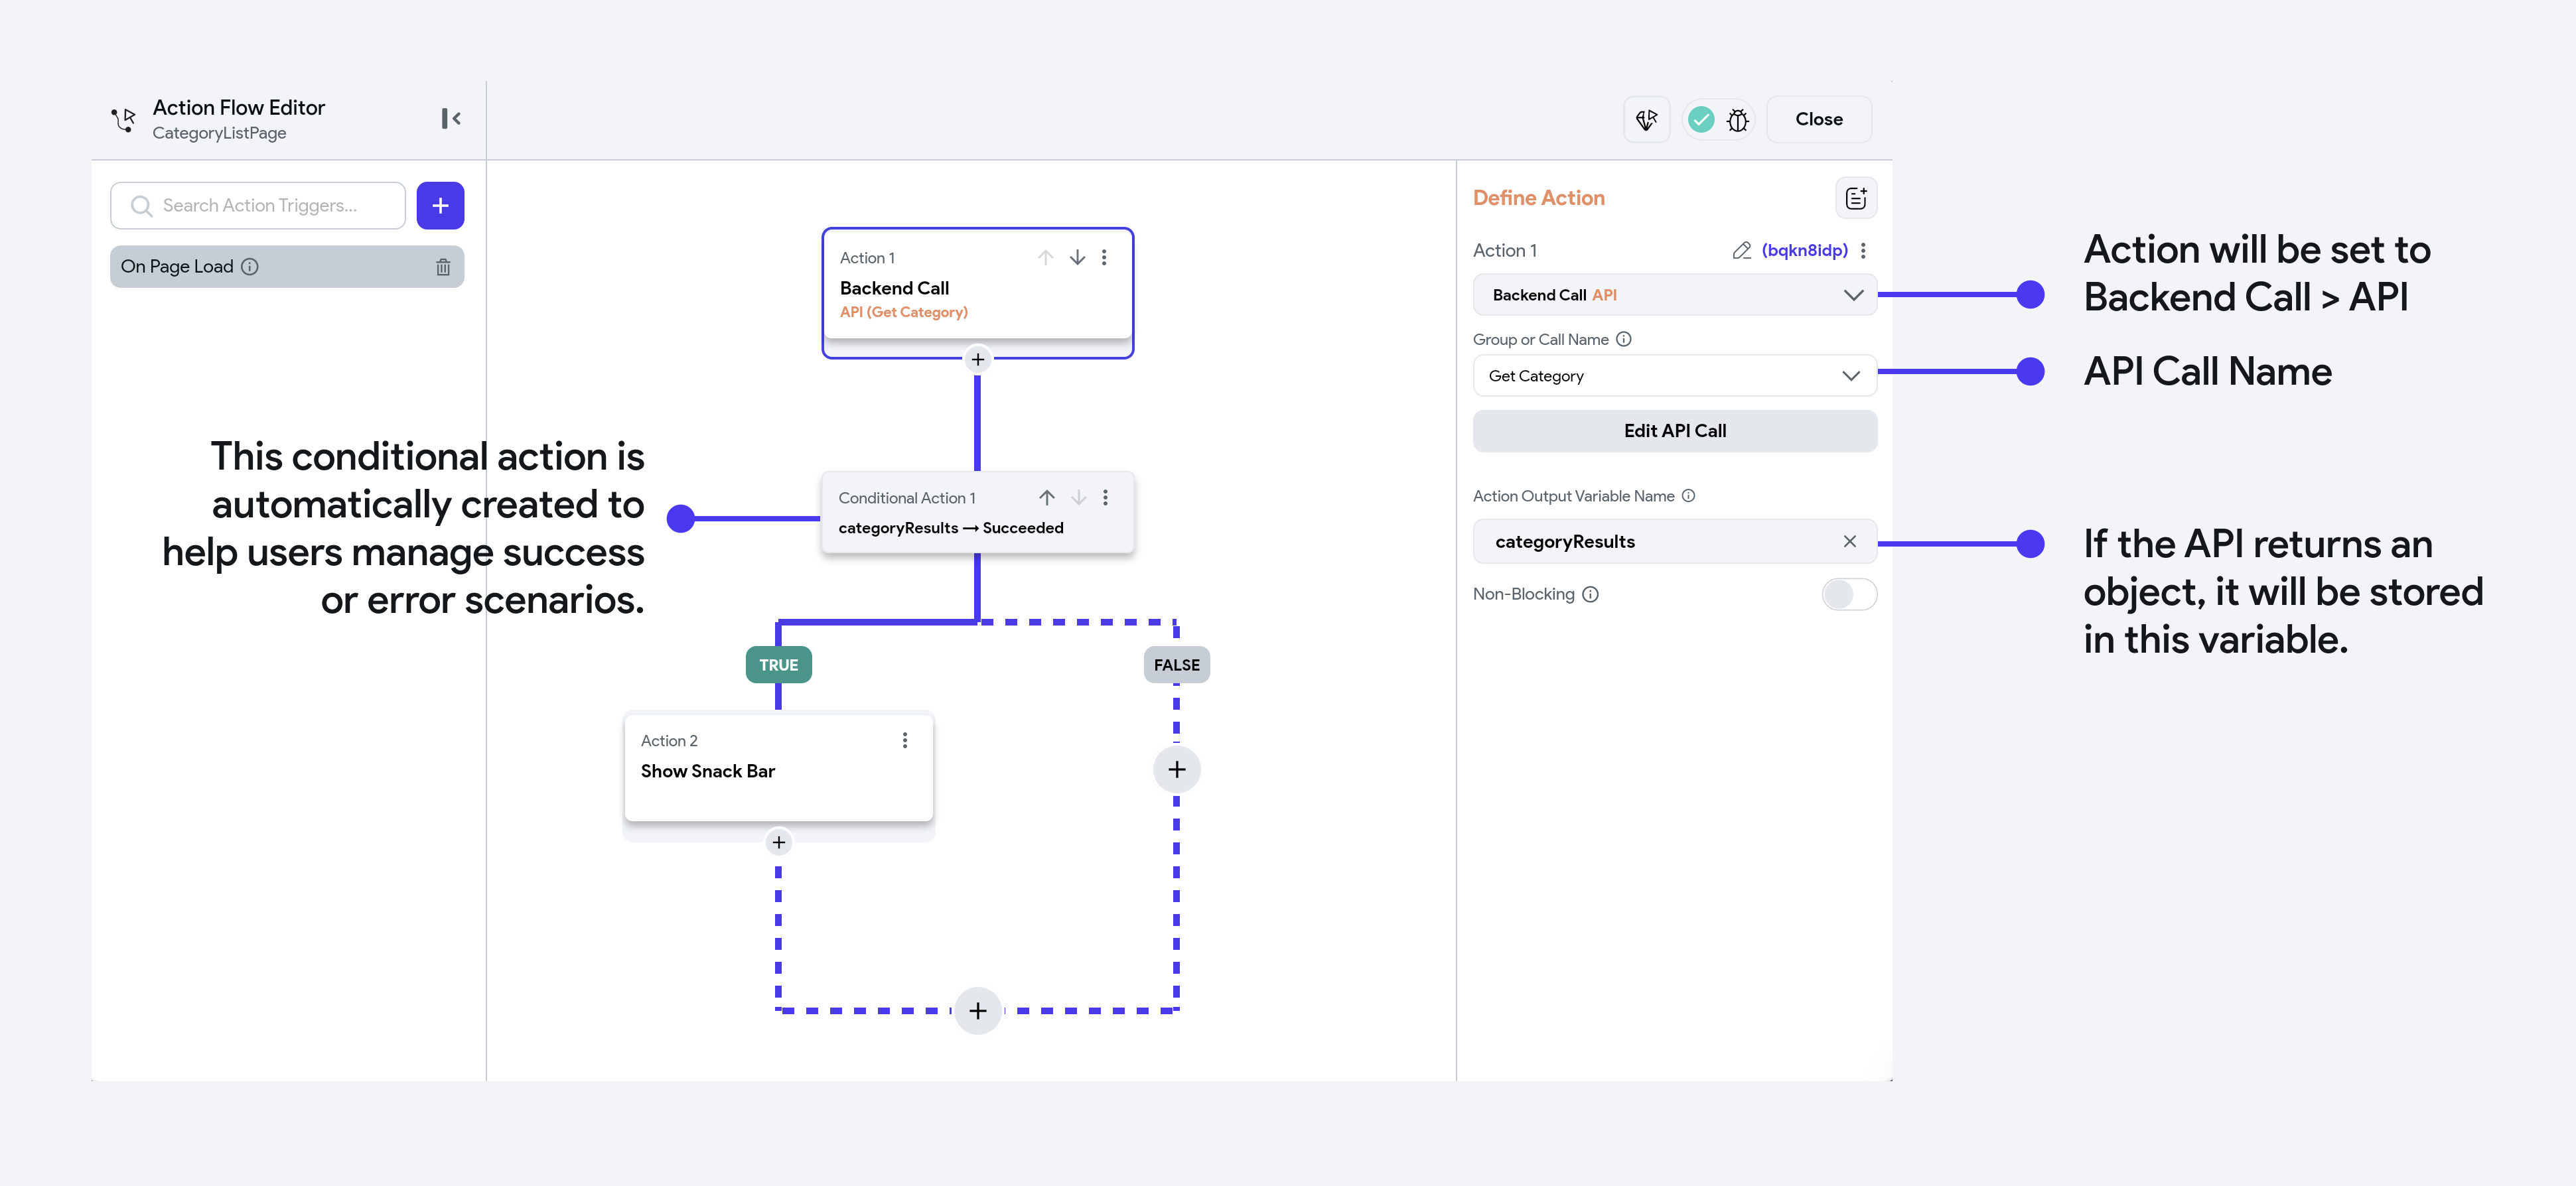 Action Flow Editor
CategoryListPage
Close
Search Action Triggers...
On Page Load
This conditional action is
automatically created to
help users manage success
or error scenarios.
Action 1
Backend Call
API (Get Category)
Conditional Action 1
categoryResults → Succeeded
TRUE
FALSE
Action 2
Show Snack Bar
Define Action
Action 1 (bqkn8idp)
Backend Call API
Group or Call Name
Get Category
Edit API Call
Action Output Variable Name
categoryResults
Non-Blocking
Action will be set to
Backend Call > API
API Call Name
If the API returns an
object, it will be stored
in this variable.